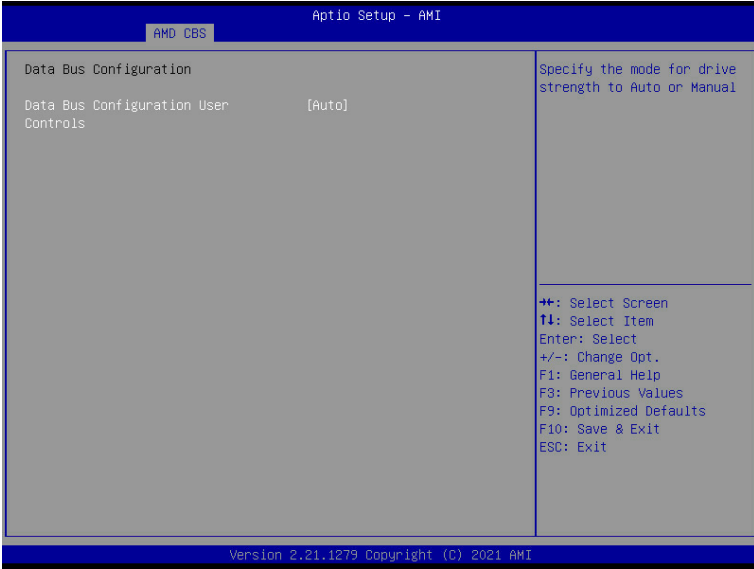 Aptio Setup – AMI
AMD CBS
Data Bus Configuration
Data Bus Configuration User [Auto]
Controls
Specify the mode for drive
strength to Auto or Manual
→←: Select Screen
↑↓: Select Item
Enter: Select
+/-: Change Opt.
F1: General Help
F3: Previous Values
F9: Optimized Defaults
F10: Save & Exit
ESC: Exit
Version 2.21.1279 Copyright (C) 2021 AMI